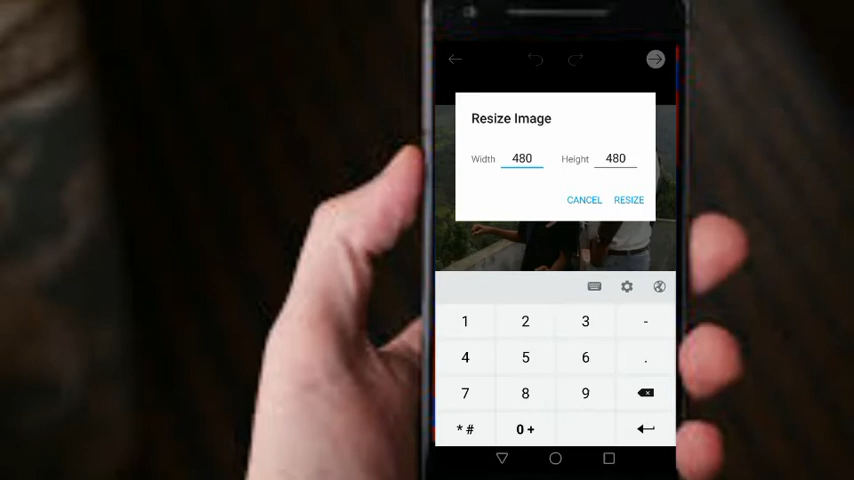 Resize Image
Width 480 Height 480
CANCEL RESIZE
1 2 3 -
4 5 6 .
7 8 9
*# 0+